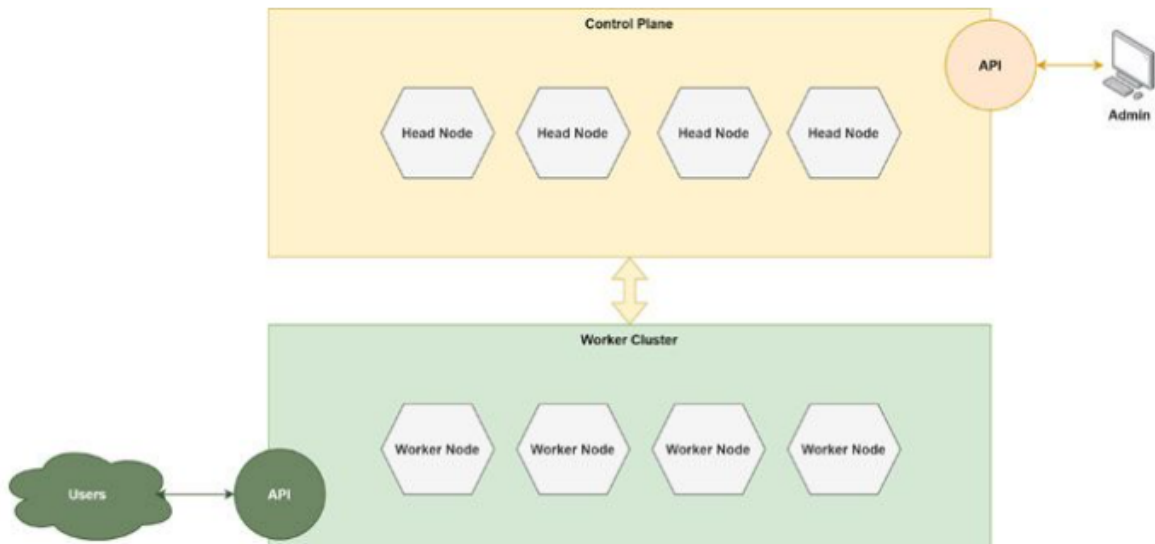 Control Plane
API
Admin
Head Node
Head Node
Head Node
Head Node
Worker Cluster
Worker Node
Worker Node
Worker Node
Worker Node
Users
API